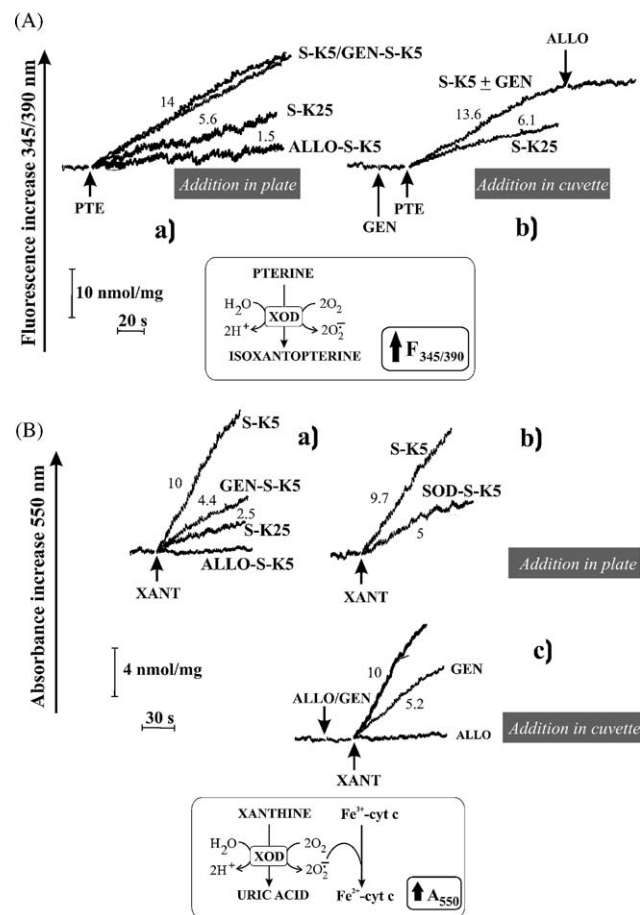 (A)
Fluorescence increase 345/390 nm
S-K5/GEN-S-K5
14
S-K25
5.6
1.5
ALLO-S-K5
PTE
Addition in plate
a)
ALLO
S-K5 ± GEN
13.6
6.1
S-K25
Addition in cuvette
GEN
PTE
b)
10 nmol/mg
20 s
PTERINE
H₂O
2O₂
XOD
2H⁺
2O₂⁻
ISOXANTOPTERINE
F 345/390
(B)
Absorbance increase 550 nm
S-K5
a)
10
GEN-S-K5
4.4
2.5
S-K25
ALLO-S-K5
XANT
b)
S-K5
9.7
SOD-S-K5
5
XANT
Addition in plate
4 nmol/mg
30 s
c)
10
GEN
5.2
ALLO/GEN
ALLO
XANT
Addition in cuvette
XANTHINE
Fe³⁺-cyt c
H₂O
2O₂
XOD
2H⁺
2O₂⁻
URIC ACID
Fe²⁺-cyt c
A550